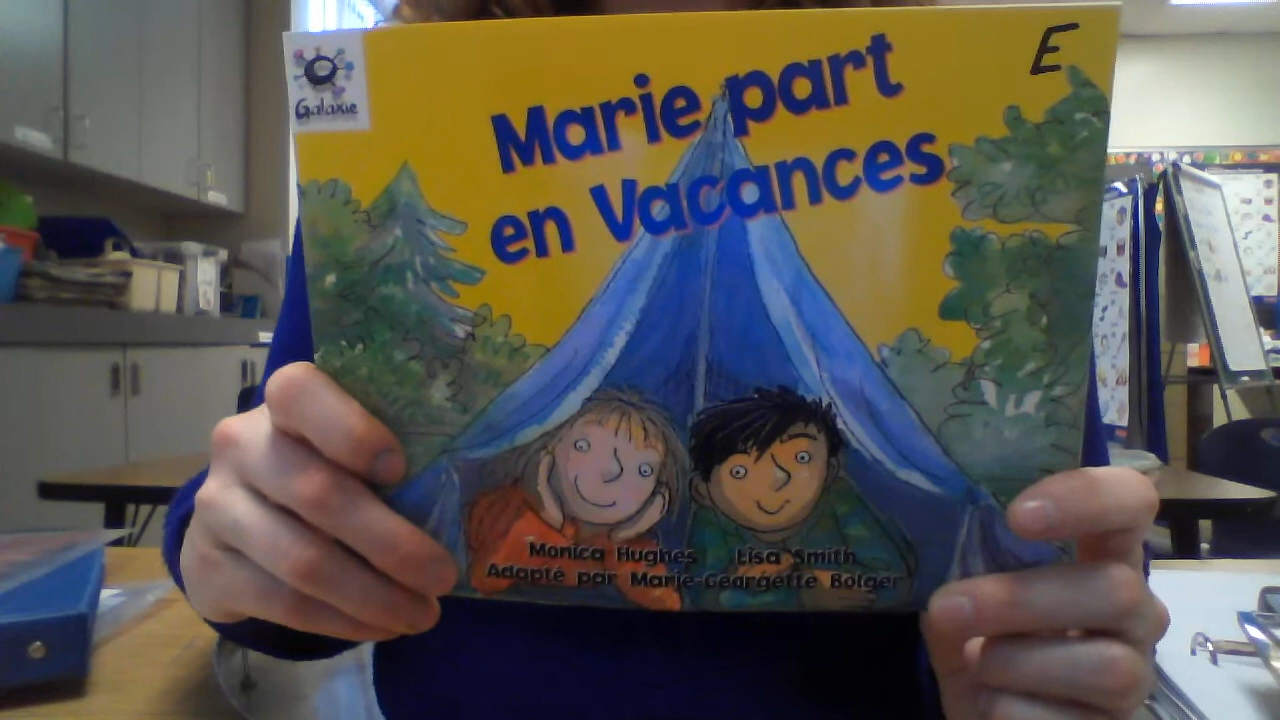 Galaxie
E
Marie part
en Vacances
Monica Hughes Lisa Smith
Adapté par Marie-Georgette Bolger